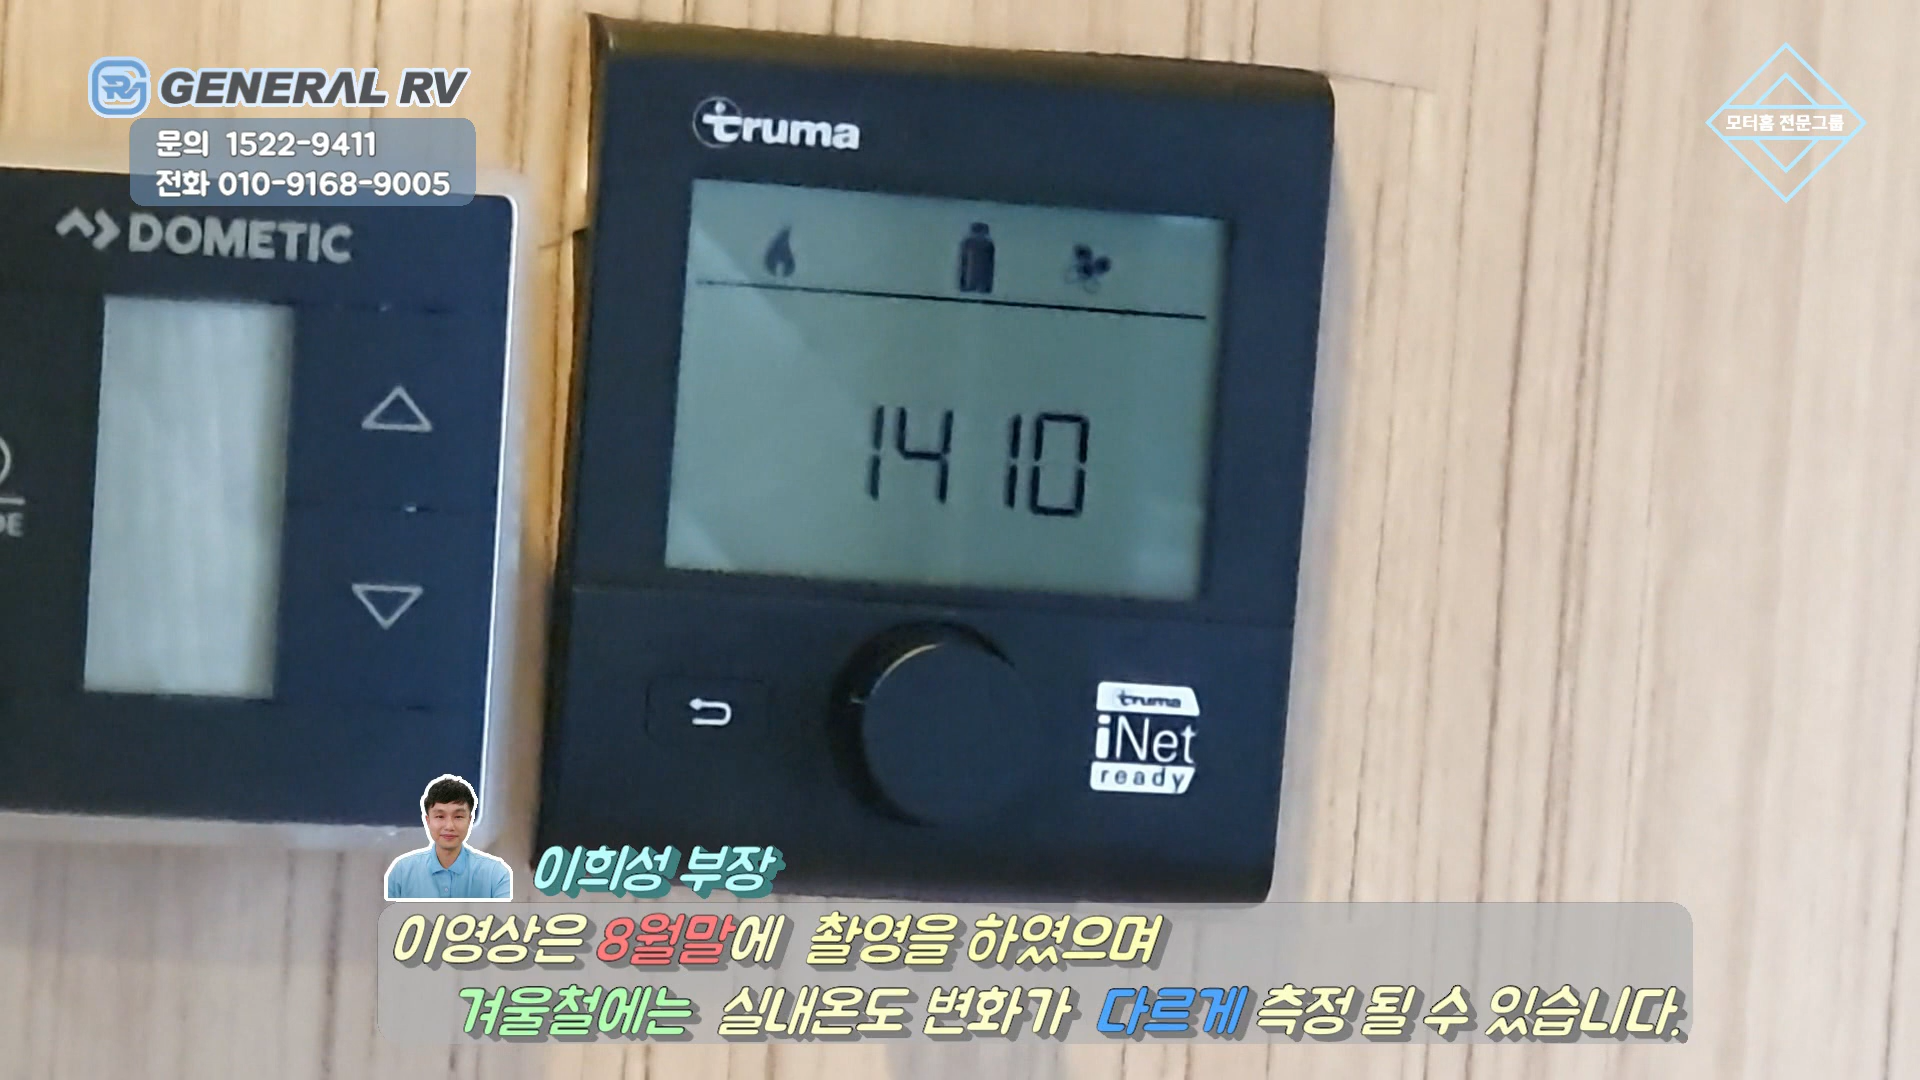 GENERAL RV
문의 1522-9411
전화 010-9168-9005
모터홈 전문그룹
DOMETIC
truma
14 10
truma
iNet
ready
이희성 부장
이영상은 8월말에 촬영을 하였으며
겨울철에는 실내온도 변화가 다르게 측정 될 수 있습니다.